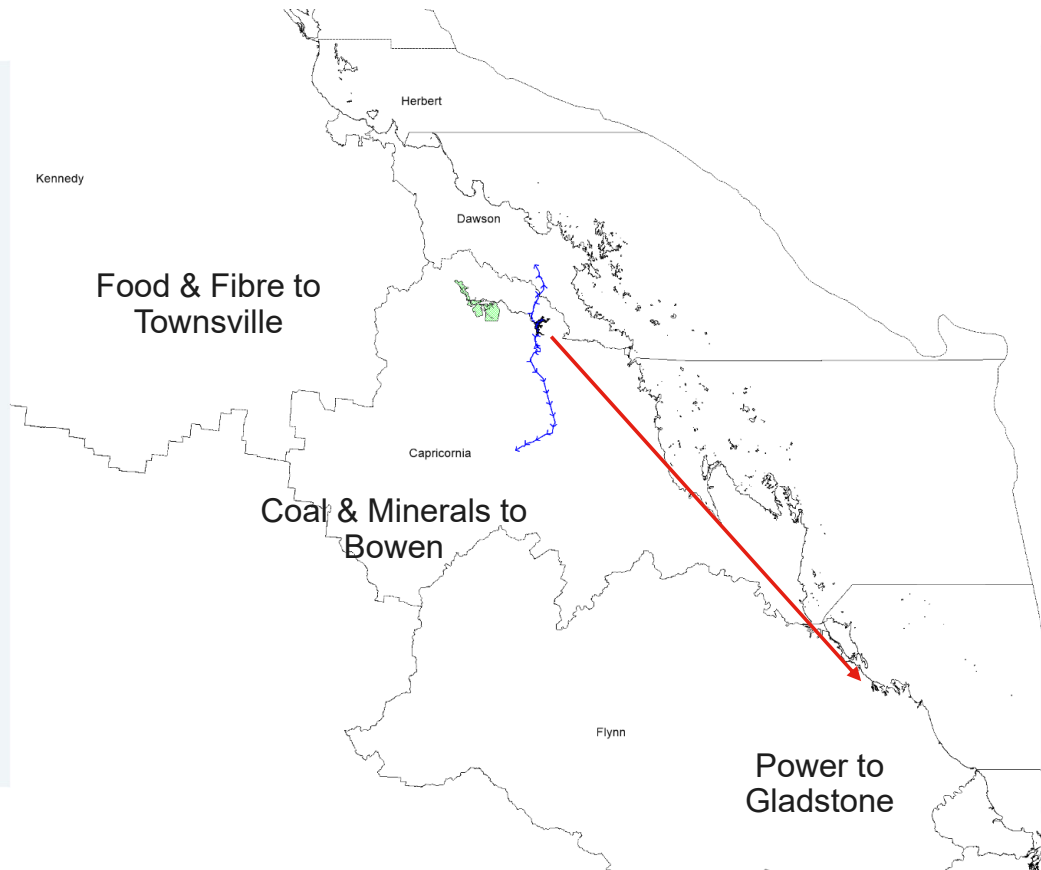 Herbert
Kennedy
Dawson
Food & Fibre to
Townsville
Capricornia
Coal & Minerals to
Bowen
Flynn
Power to
Gladstone